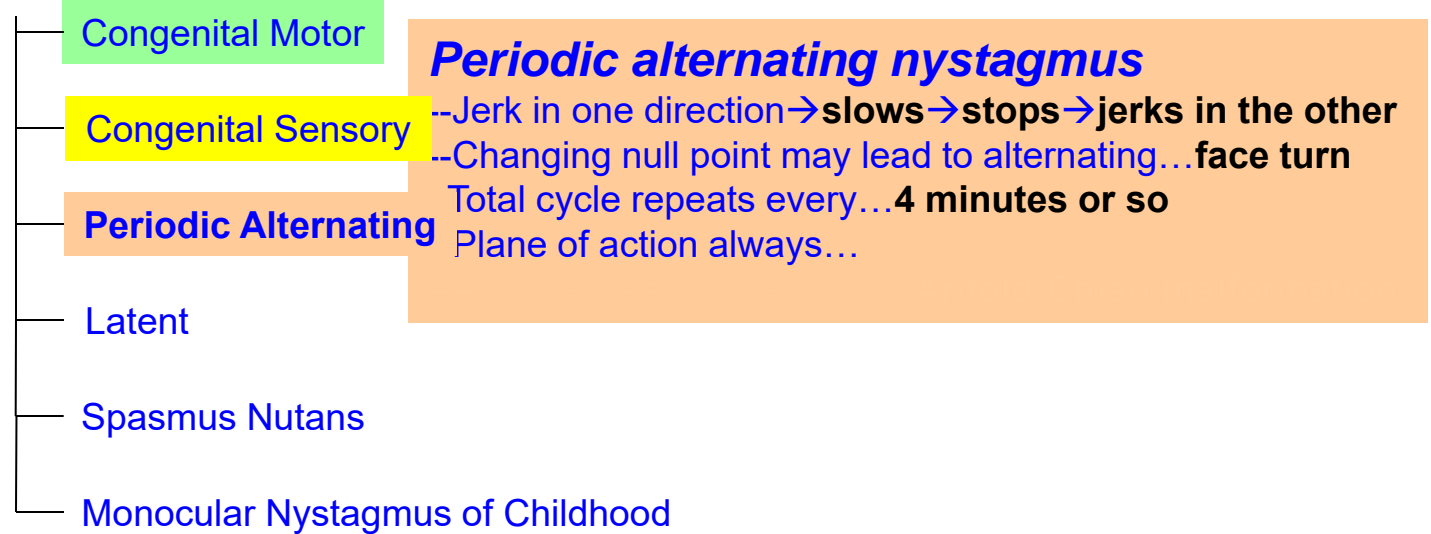 Congenital Motor
Congenital Sensory
Periodic Alternating
Latent
Spasmus Nutans
Monocular Nystagmus of Childhood
Periodic alternating nystagmus
--Jerk in one direction→slows→stops→jerks in the other
--Changing null point may lead to alternating…face turn
Total cycle repeats every…4 minutes or so
Plane of action always…